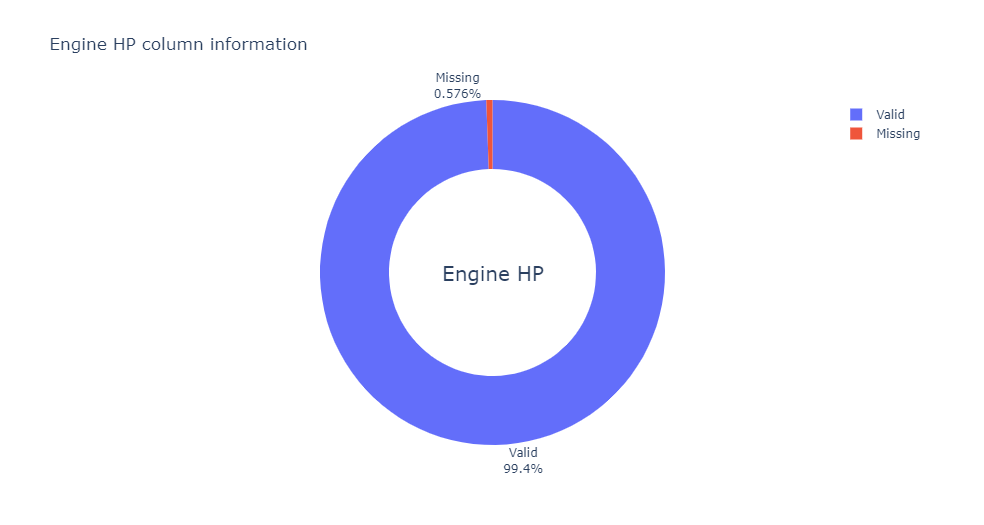 Engine HP column information
Missing
0.576%
Valid
Missing
Engine HP
Valid
99.4%